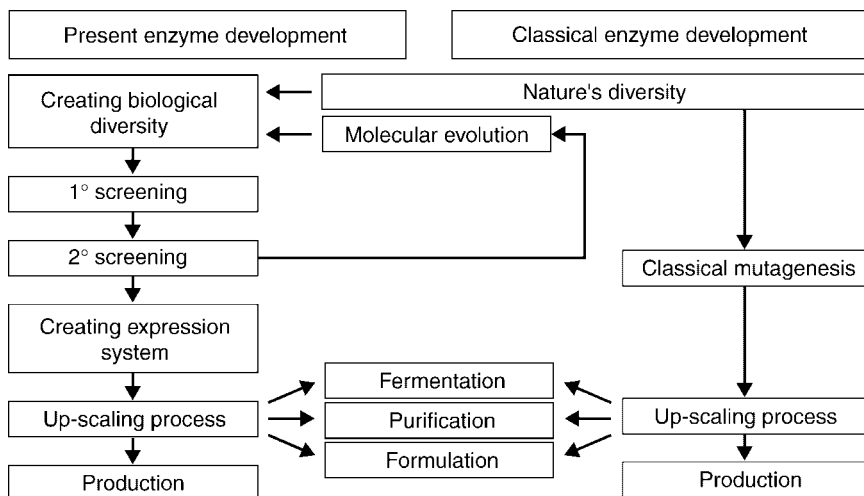 Present enzyme development
Classical enzyme development
Creating biological
diversity
Nature's diversity
Molecular evolution
1° screening
2° screening
Classical mutagenesis
Creating expression
system
Fermentation
Up-scaling process
Purification
Up-scaling process
Formulation
Production
Production